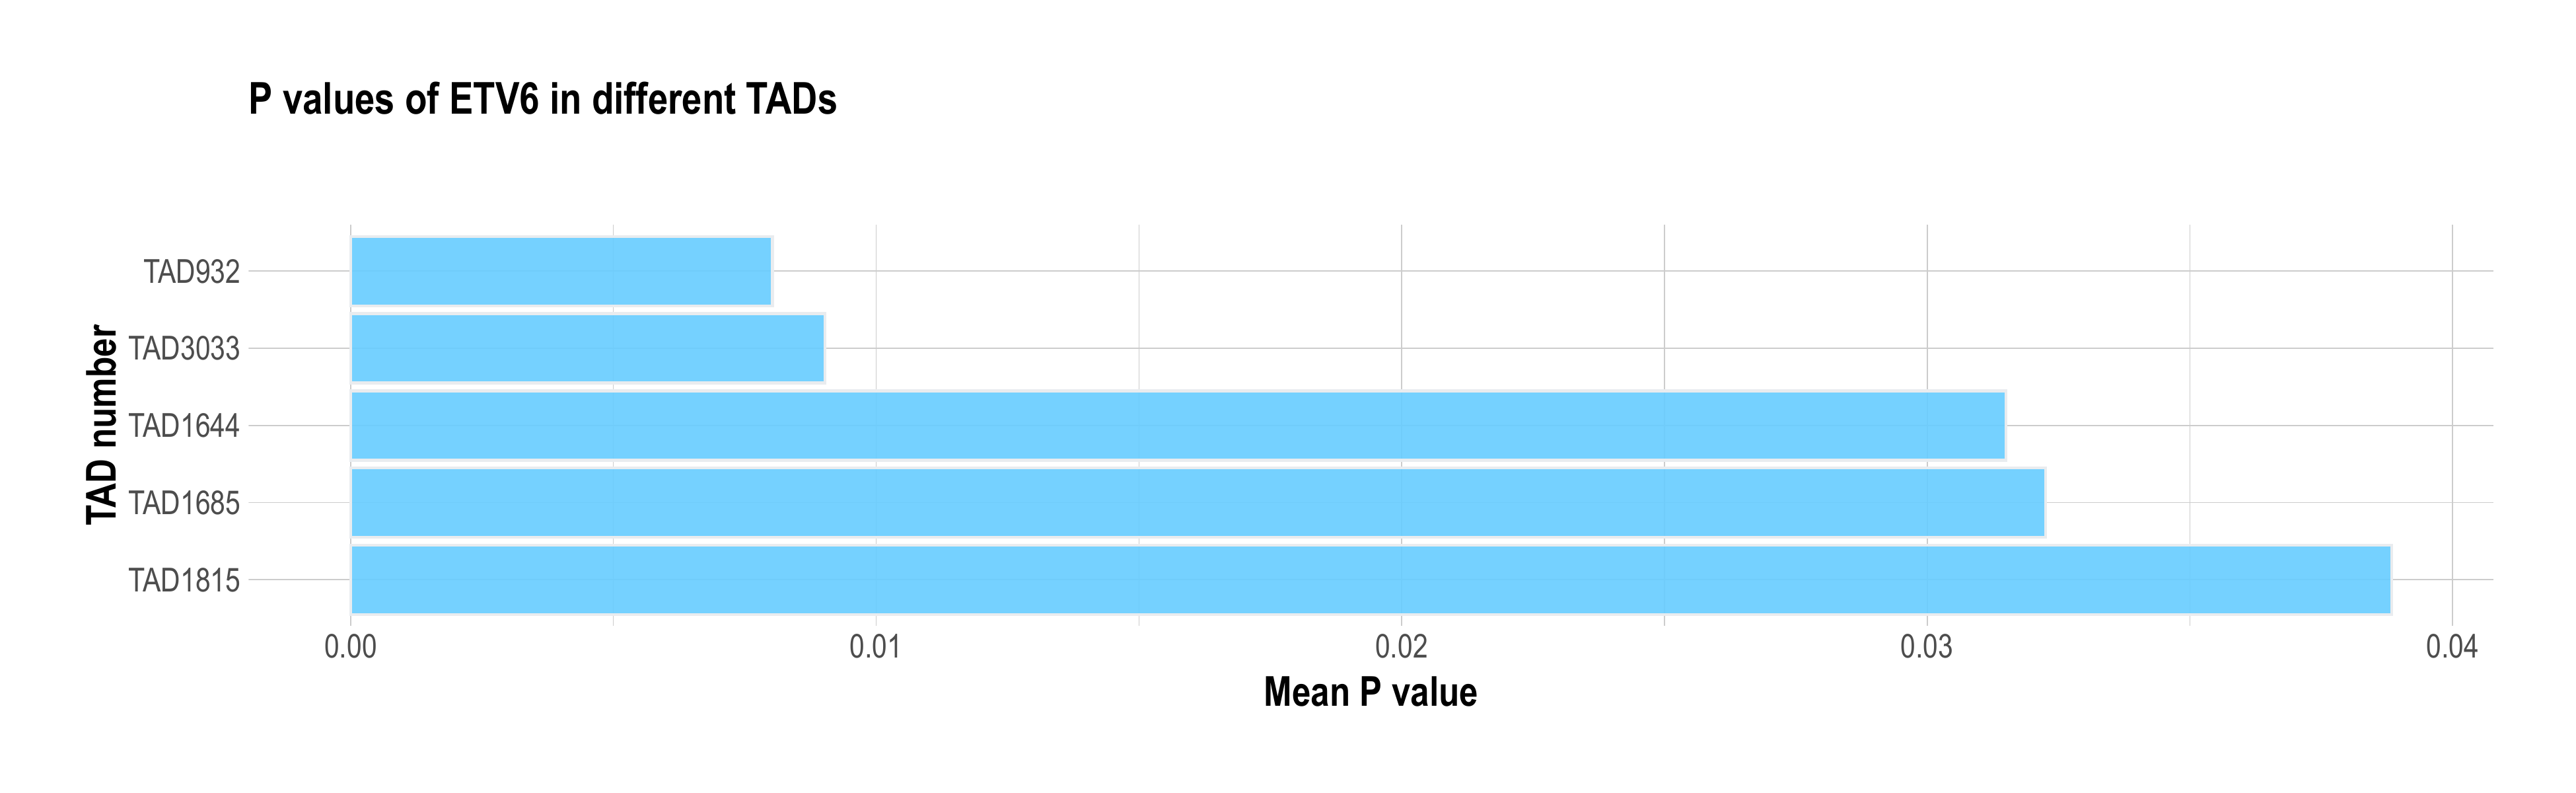 P values of ETV6 in different TADs
TAD number
TAD932
TAD3033
TAD1644
TAD1685
TAD1815
0.00 0.01 0.02 0.03 0.04
Mean P value